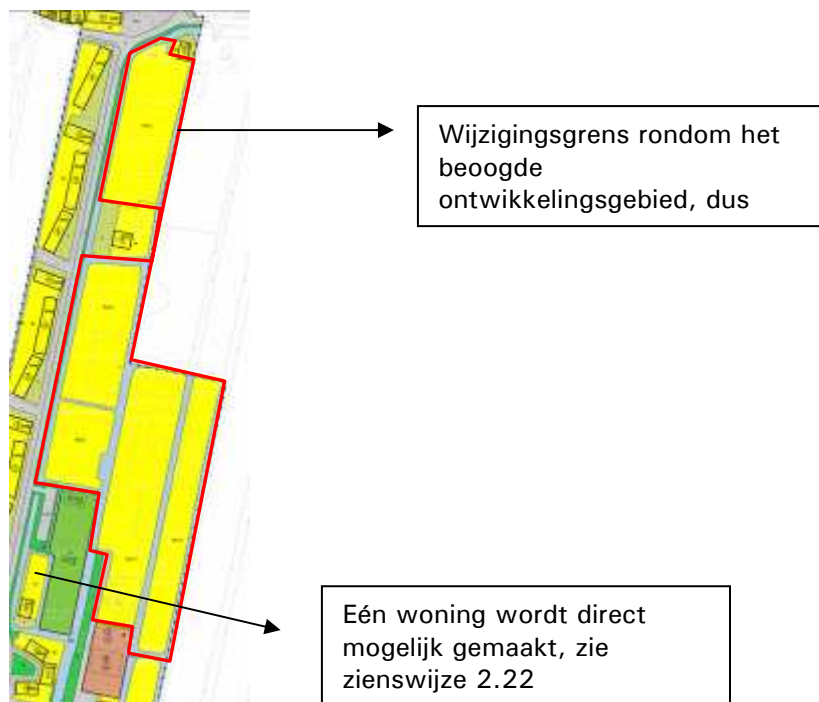 Wijzigingsgrens rondom het
beoogde
ontwikkelingsgebied, dus
Eén woning wordt direct
mogelijk gemaakt, zie
zienswijze 2.22